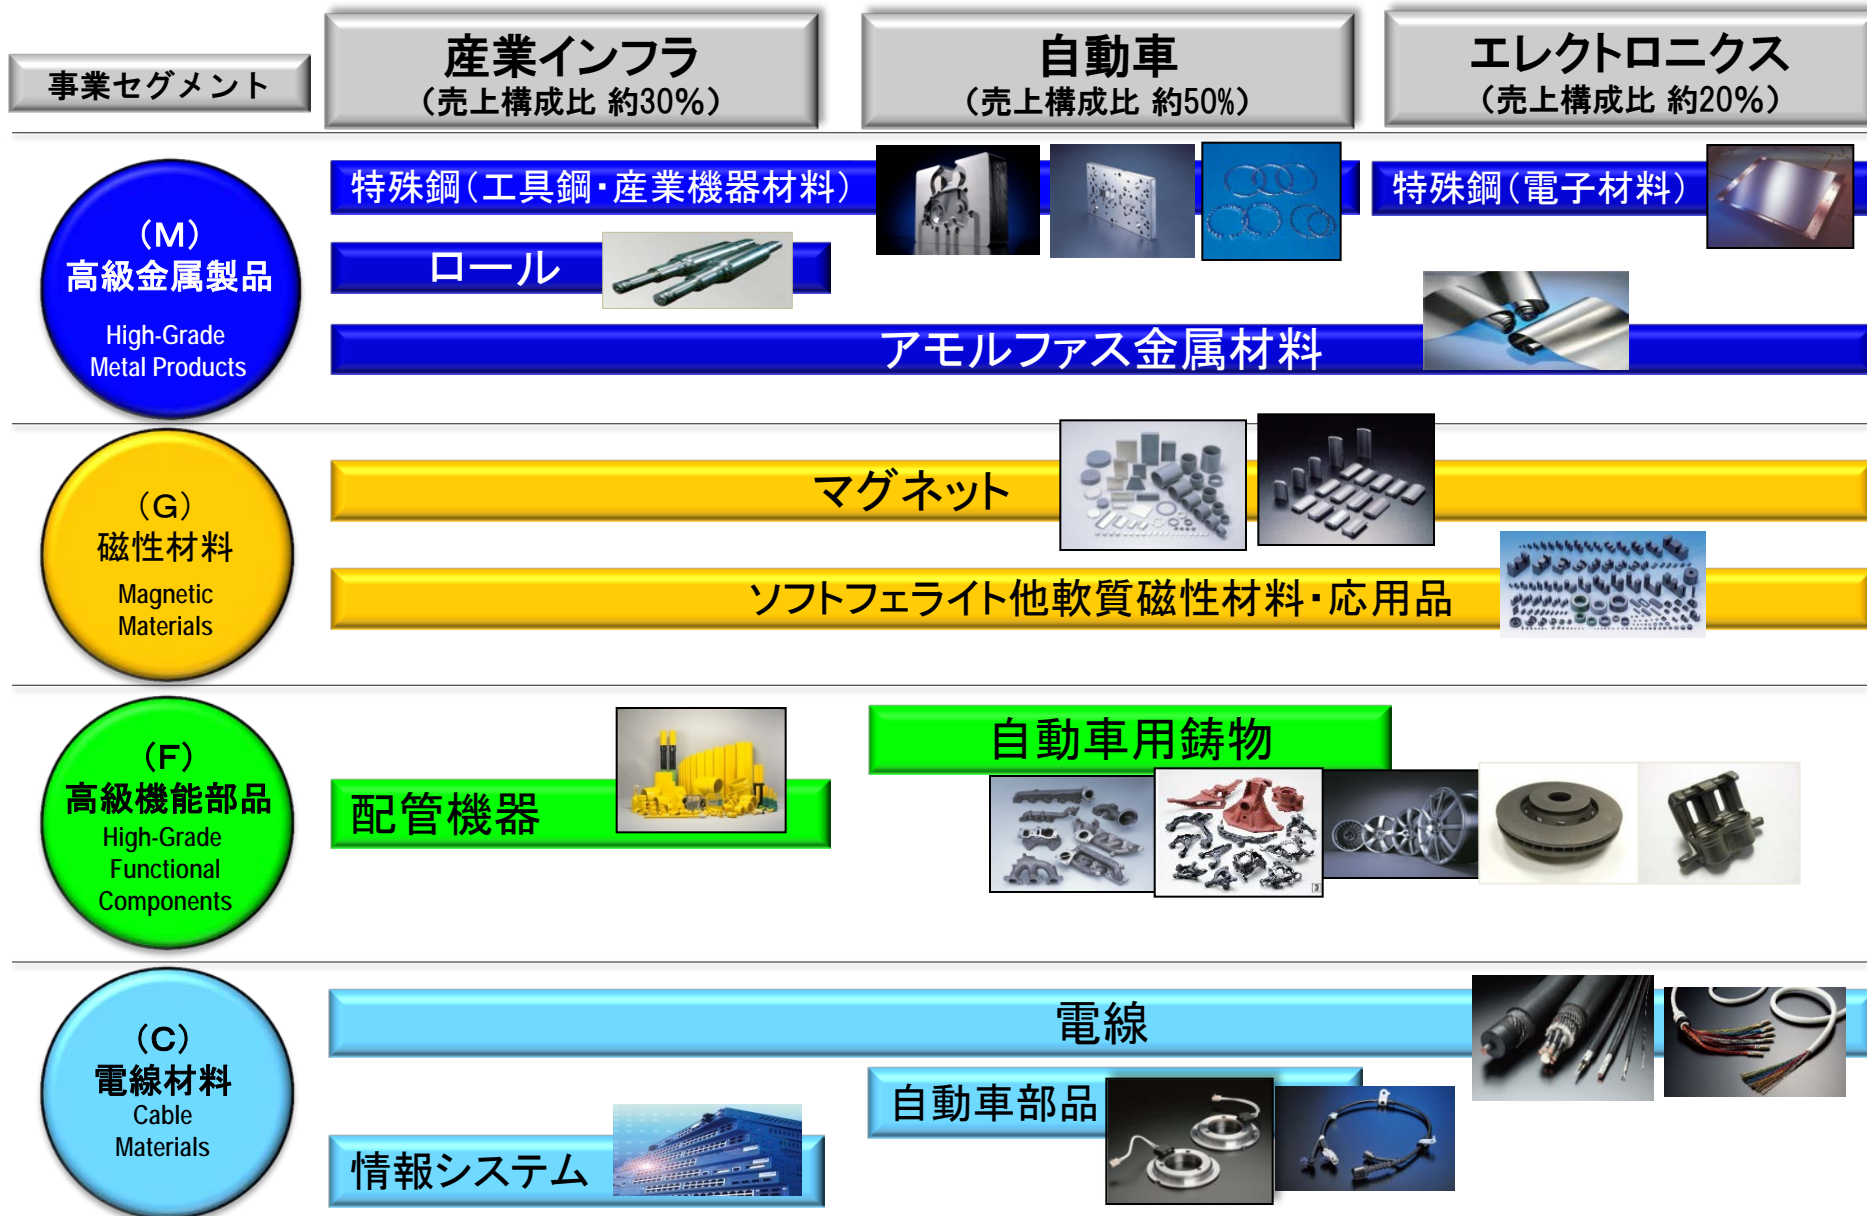 事業セグメント
産業インフラ
(売上構成比 約30%)
自動車
(売上構成比 約50%)
エレクトロニクス
(売上構成比 約20%)
(M)
高級金属製品
High-Grade
Metal Products
特殊鋼(工具鋼・産業機器材料)
特殊鋼(電子材料)
ロール
アモルファス金属材料
(G)
磁性材料
Magnetic
Materials
マグネット
ソフトフェライト他軟質磁性材料・応用品
(F)
高級機能部品
High-Grade
Functional
Components
自動車用鋳物
配管機器
(C)
電線材料
Cable
Materials
電線
自動車部品
情報システム